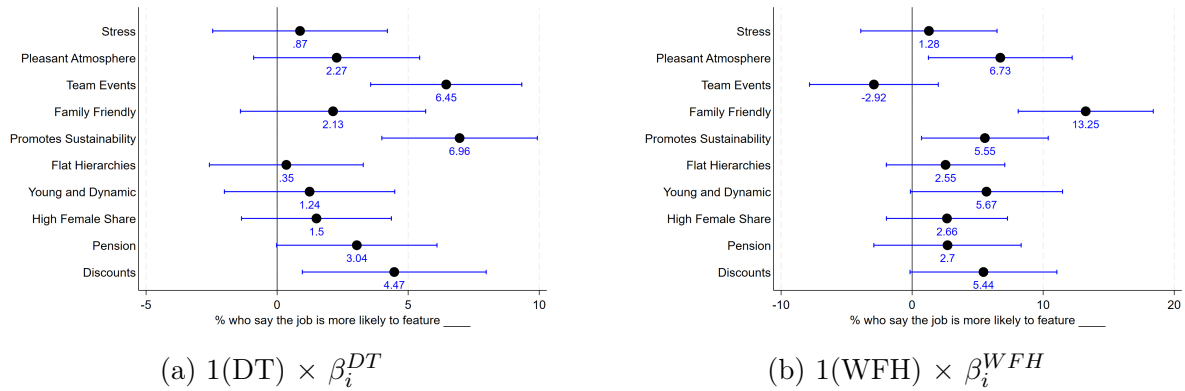 Stress
.87
Pleasant Atmosphere
2.27
Team Events
6.45
Family Friendly
2.13
Promotes Sustainability
6.96
Flat Hierarchies
.35
Young and Dynamic
1.24
High Female Share
1.5
Pension
3.04
Discounts
4.47
-5 0 5 10
% who say the job is more likely to feature ____
(a) 1(DT) × β_i^{DT}
Stress
1.28
Pleasant Atmosphere
6.73
Team Events
-2.92
Family Friendly
13.25
Promotes Sustainability
5.55
Flat Hierarchies
2.55
Young and Dynamic
5.67
High Female Share
2.66
Pension
2.7
Discounts
5.44
-10 0 10 20
% who say the job is more likely to feature ____
(b) 1(WFH) × β_i^{WFH}